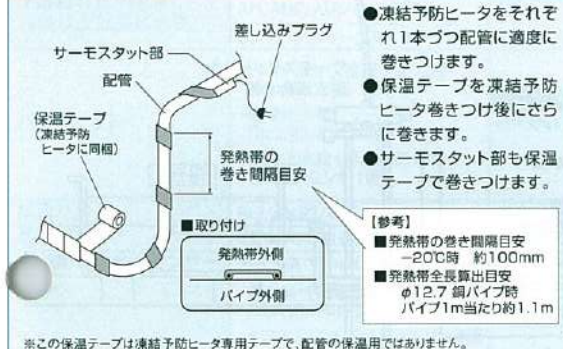 差し込みプラグ
サーモスタット部
配管
保温テープ
(凍結予防
ヒータに同梱)
発熱帯の
巻き間隔目安
■取り付け
発熱帯外側
パイプ外側
●凍結予防ヒータをそれぞ
れ1本づつ配管に適度に
巻きつけます。
●保温テープを凍結予防
ヒータ巻きつけ後にさら
に巻きます。
●サーモスタット部も保温
テープで巻きつけます。
【参考】
■発熱帯の巻き間隔目安
－20℃時 約100mm
■発熱帯全長算出目安
φ12.7 銅パイプ時
パイプ1m当たり約1.1m
※この保温テープは凍結予防ヒータ専用テープで、配管の保温用ではありません。